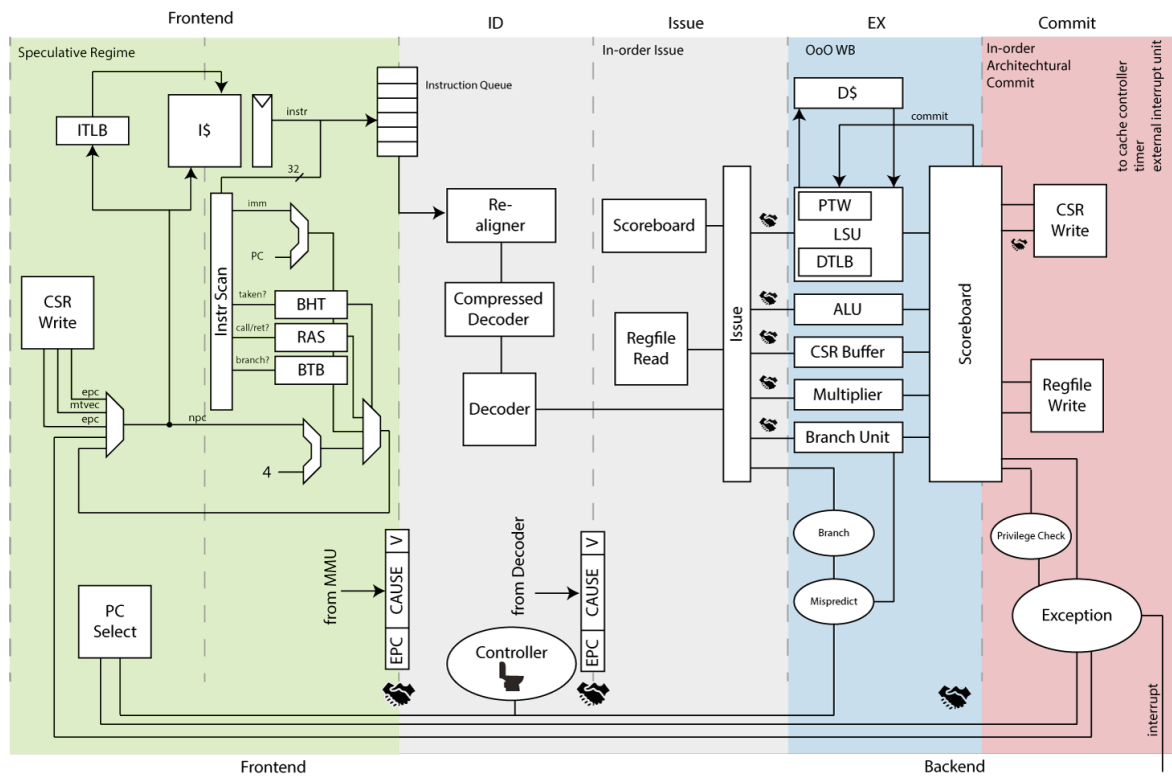 Frontend
ID
Issue
EX
Commit
Speculative Regime
In-order Issue
OoO WB
In-order
Architechtural
Commit
to cache controller
timer
external interrupt unit
Instruction Queue
ITLB
I$
instr
32
D$
commit
imm
PC
Instr Scan
taken?
BHT
call/ret?
RAS
branch?
BTB
CSR
Write
epc
mtvec
epc
npc
4
Re-
aligner
Compressed
Decoder
Decoder
Scoreboard
Regfile
Read
Issue
PTW
LSU
DTLB
ALU
CSR Buffer
Multiplier
Branch Unit
Scoreboard
CSR
Write
Regfile
Write
Branch
Mispredict
Privilege Check
Exception
from MMU
V
CAUSE
EPC
from Decoder
V
CAUSE
EPC
PC
Select
Controller
interrupt
Frontend
Backend